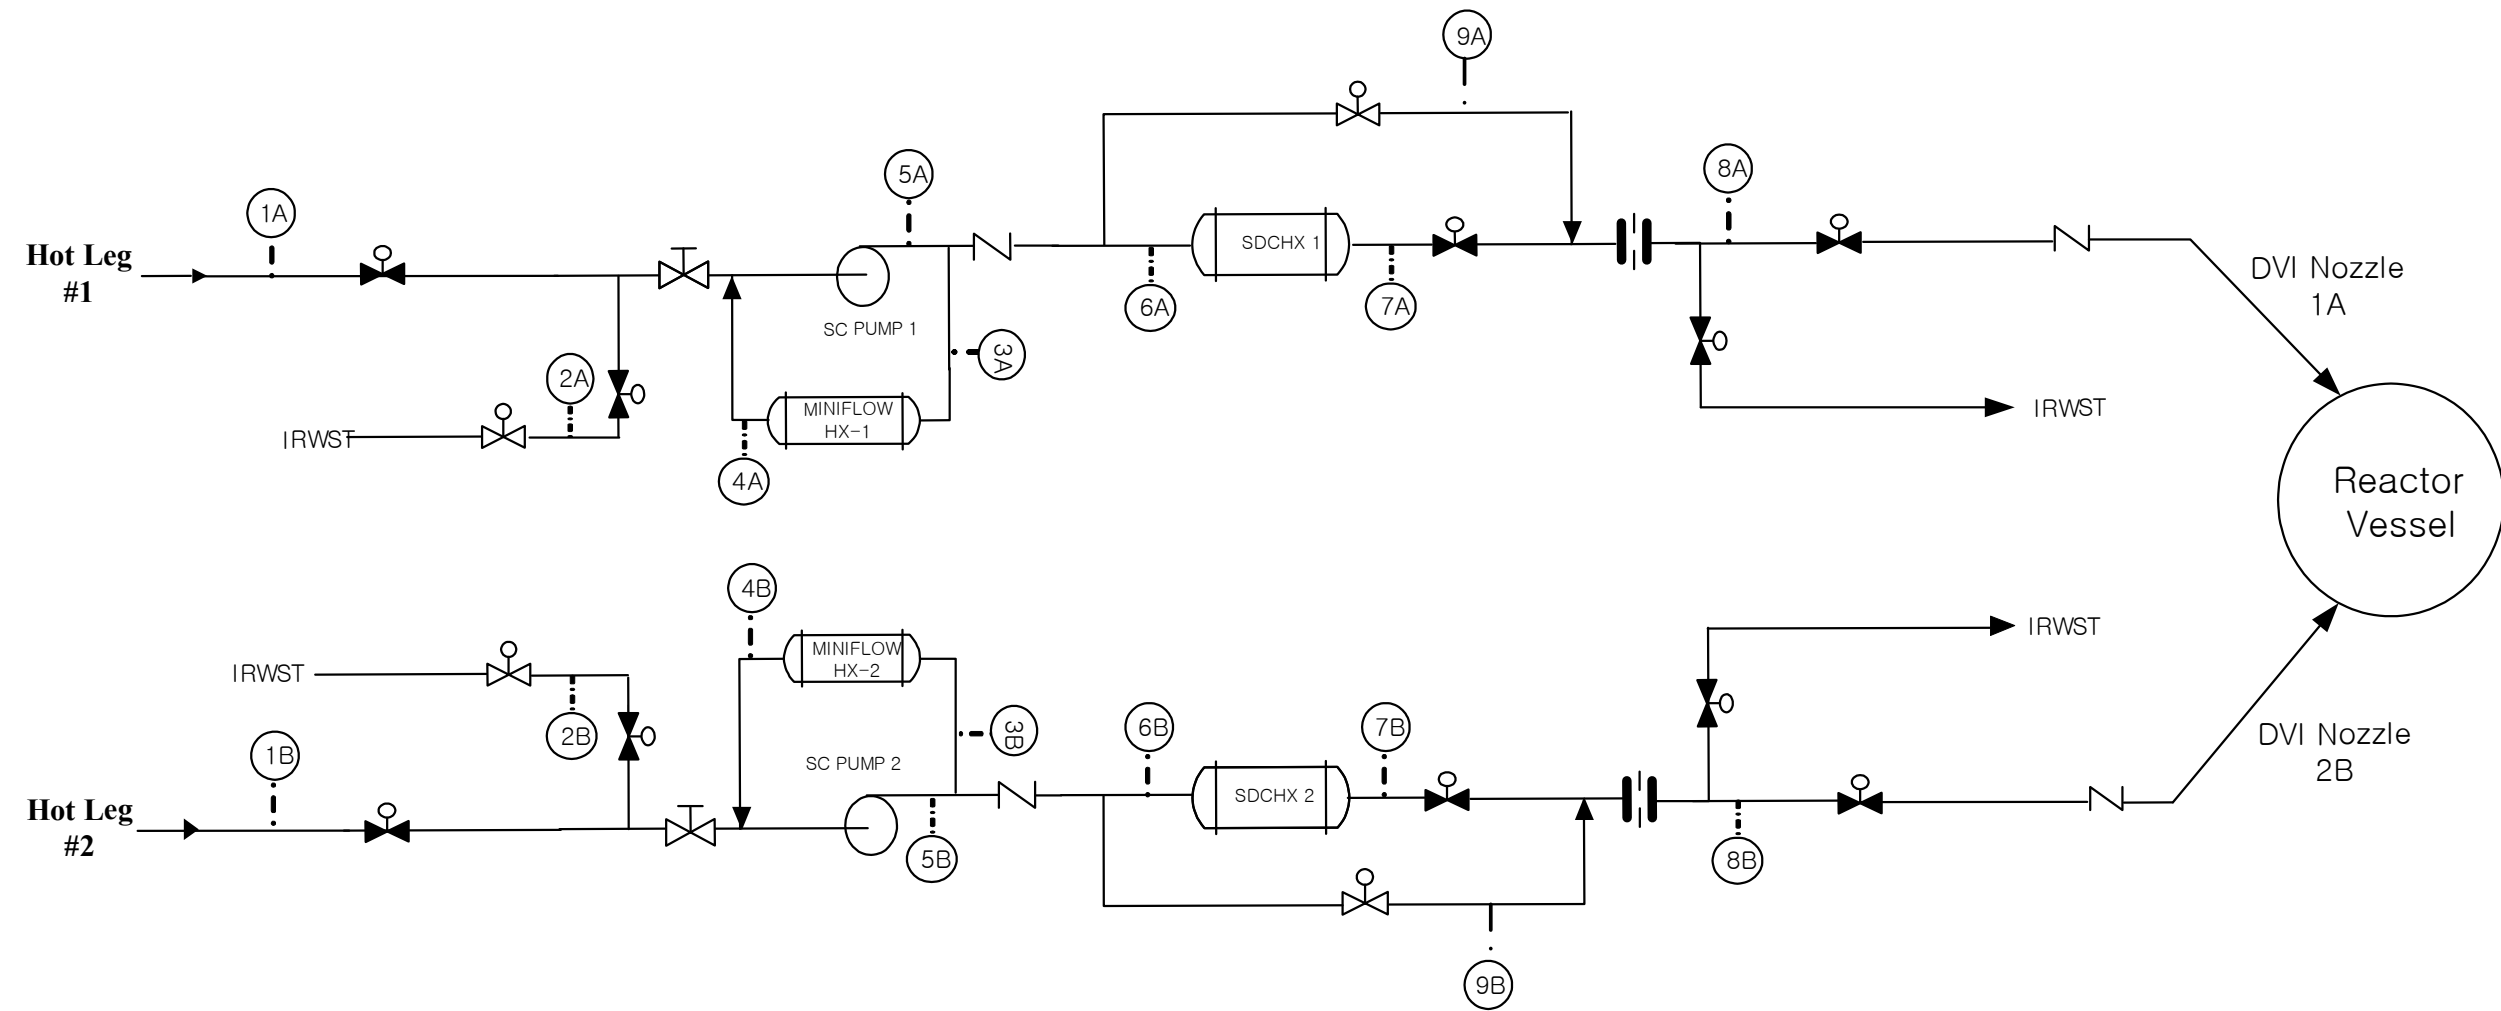 9A
5A
8A
1A
Hot Leg
#1
SDCHX 1
6A
7A
DVI Nozzle
1A
SC PUMP 1
3A
2A
MINIFLOW
HX-1
IRWST
IRWST
4A
Reactor
Vessel
4B
IRWST
MINIFLOW
HX-2
IRWST
2B
3B
6B
7B
1B
SC PUMP 2
DVI Nozzle
2B
SDCHX 2
Hot Leg
#2
5B
8B
9B